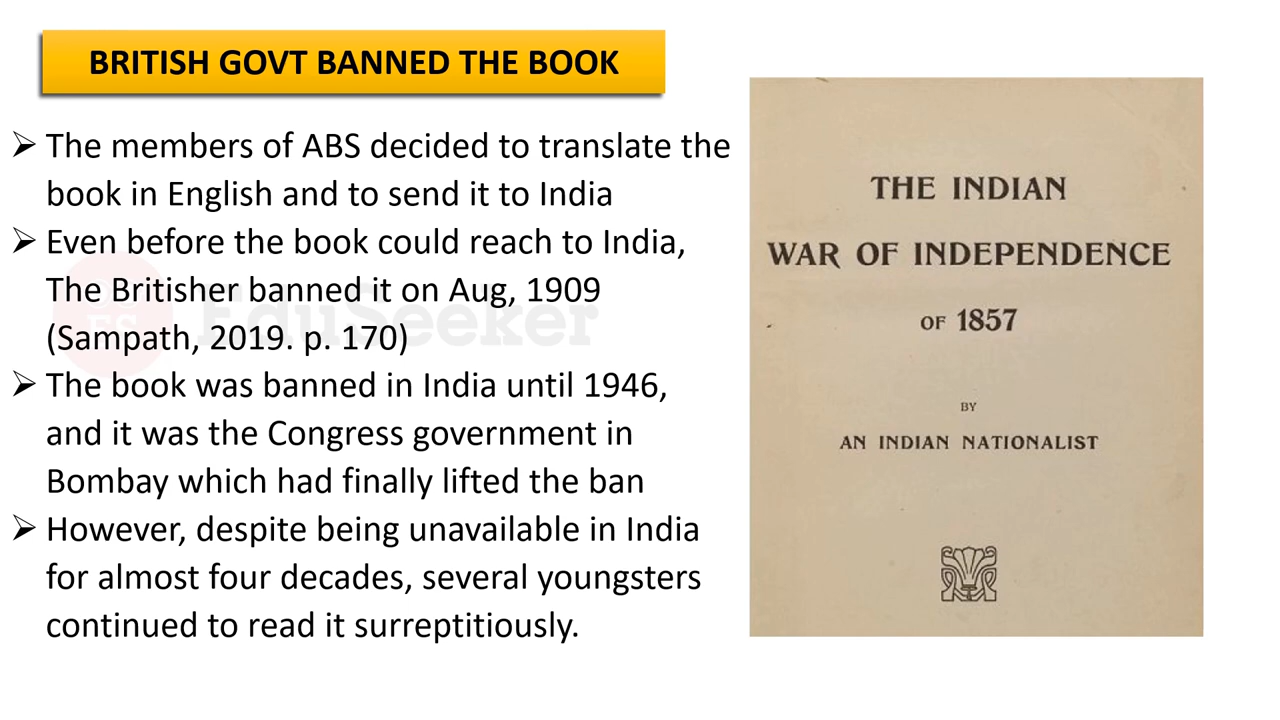 BRITISH GOVT BANNED THE BOOK
➢ The members of ABS decided to translate the
book in English and to send it to India
➢ Even before the book could reach to India,
The Britisher banned it on Aug, 1909
(Sampath, 2019. p. 170)
➢ The book was banned in India until 1946,
and it was the Congress government in
Bombay which had finally lifted the ban
➢ However, despite being unavailable in India
for almost four decades, several youngsters
continued to read it surreptitiously.
EduSeeker
ES
THE INDIAN
WAR OF INDEPENDENCE
OF 1857
BY
AN INDIAN NATIONALIST